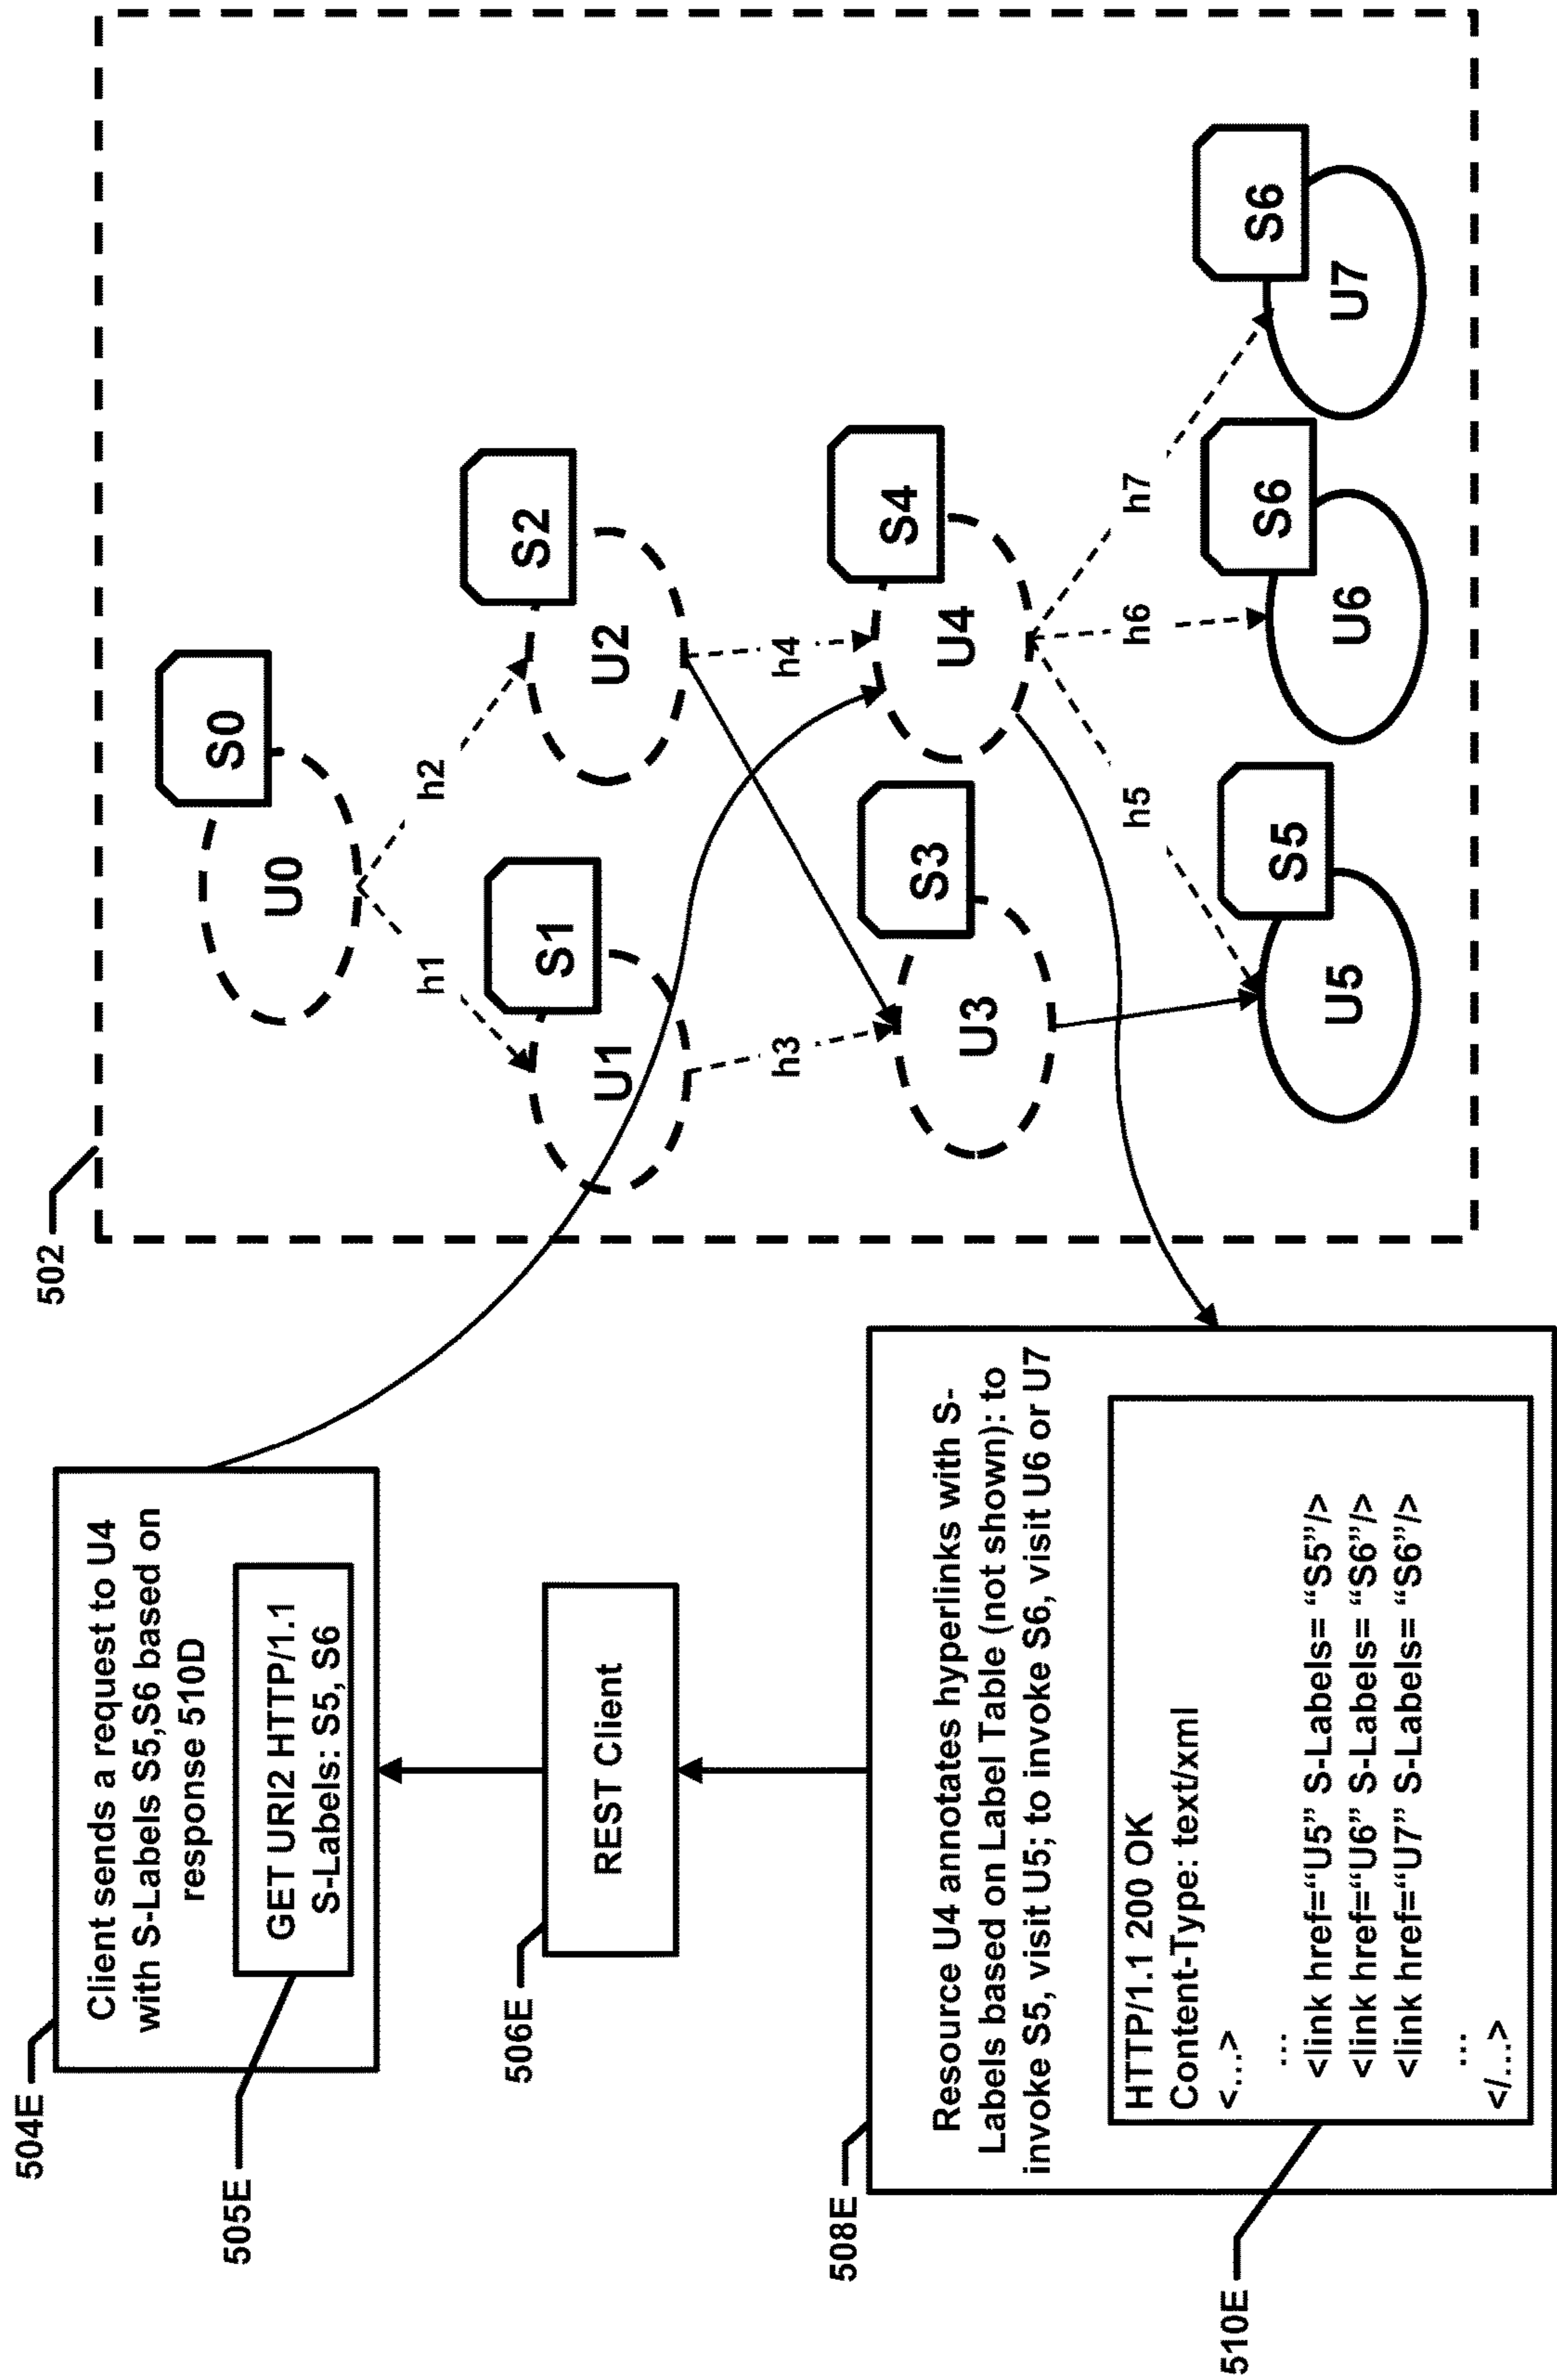 504E
Client sends a request to U4
with S-Labels S5,S6 based on
response 510D
505E
GET URI2 HTTP/1.1
S-Labels: S5, S6
506E
REST Client
508E
Resource U4 annotates hyperlinks with S-
Labels based on Label Table (not shown): to
invoke S5, visit U5; to invoke S6, visit U6 or U7
510E
HTTP/1.1 200 OK
Content-Type: text/xml
<...>
...
<link href=“U5” S-Labels= “S5”/>
<link href=“U6” S-Labels= “S6”/>
<link href=“U7” S-Labels= “S6”/>
...
</...>
502
S0
U0
h1
h2
S1
U1
S2
U2
h3
h4
S3
U3
S4
U4
h5
h6
h7
S5
U5
S6
U6
S6
U7